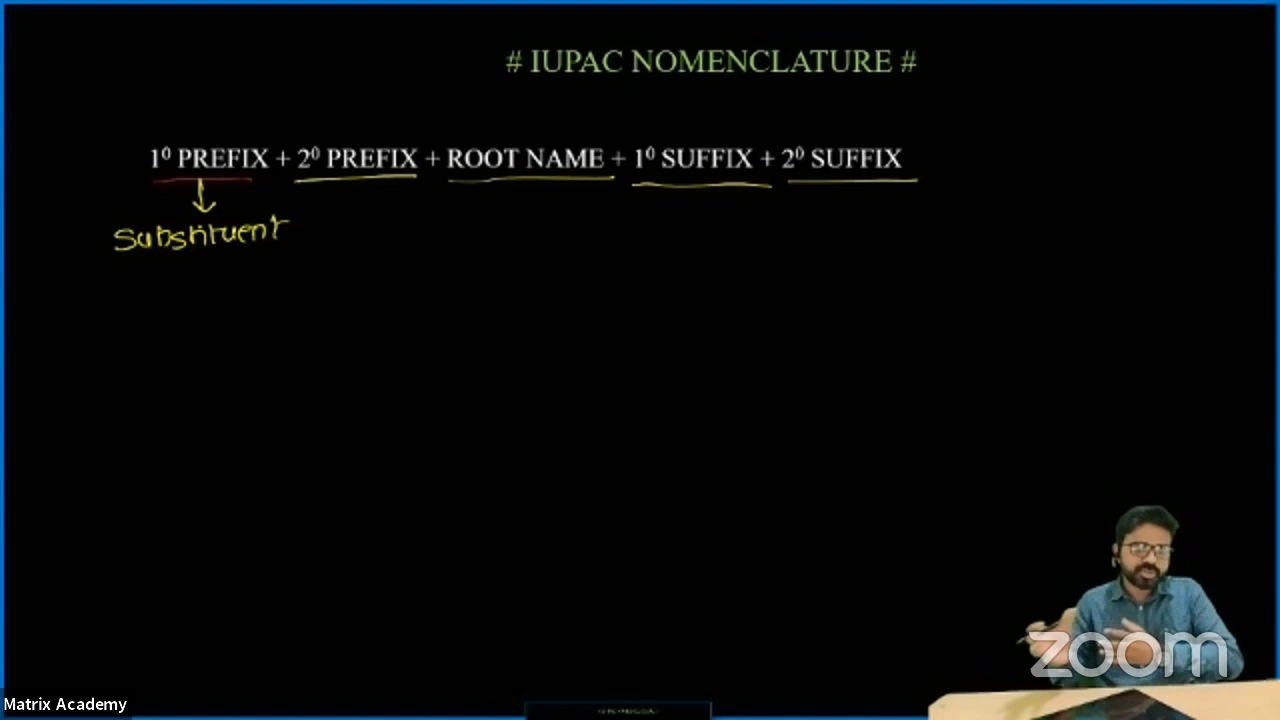 # IUPAC NOMENCLATURE #
1⁰ PREFIX + 2⁰ PREFIX + ROOT NAME + 1⁰ SUFFIX + 2⁰ SUFFIX
Substituent
zoom
Matrix Academy